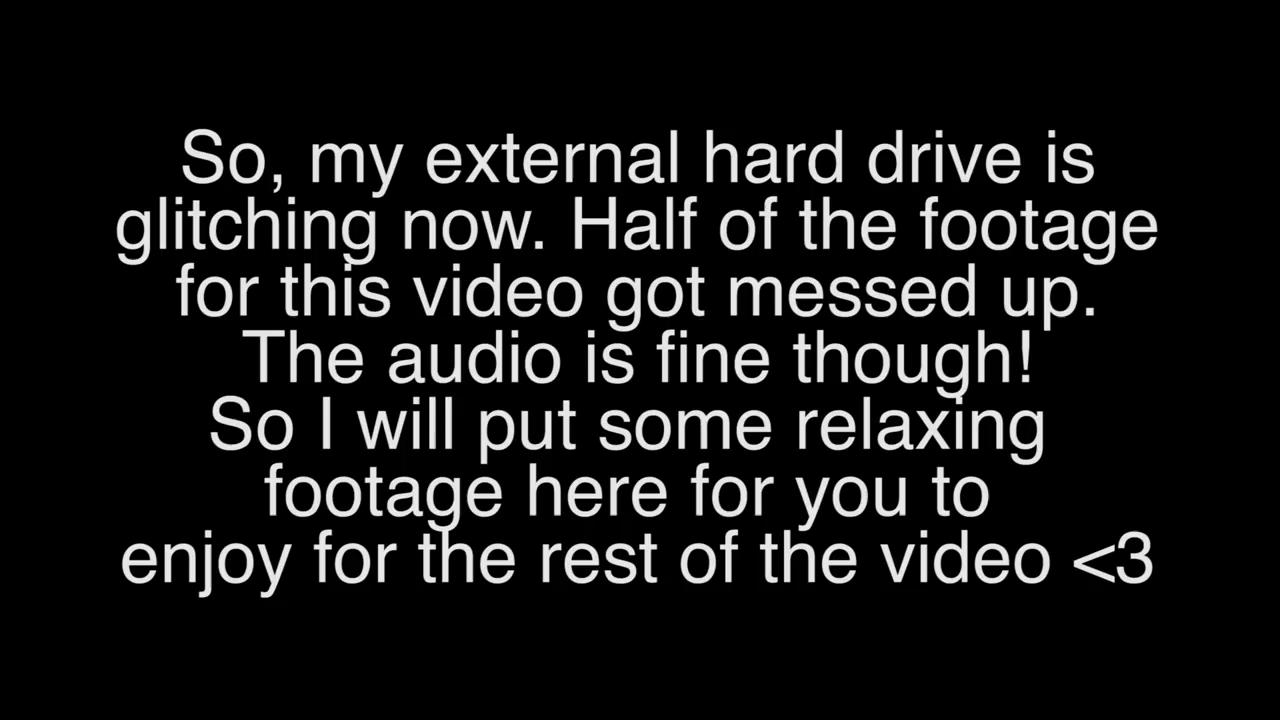 So, my external hard drive is
glitching now. Half of the footage
for this video got messed up.
The audio is fine though!
So I will put some relaxing
footage here for you to
enjoy for the rest of the video <3